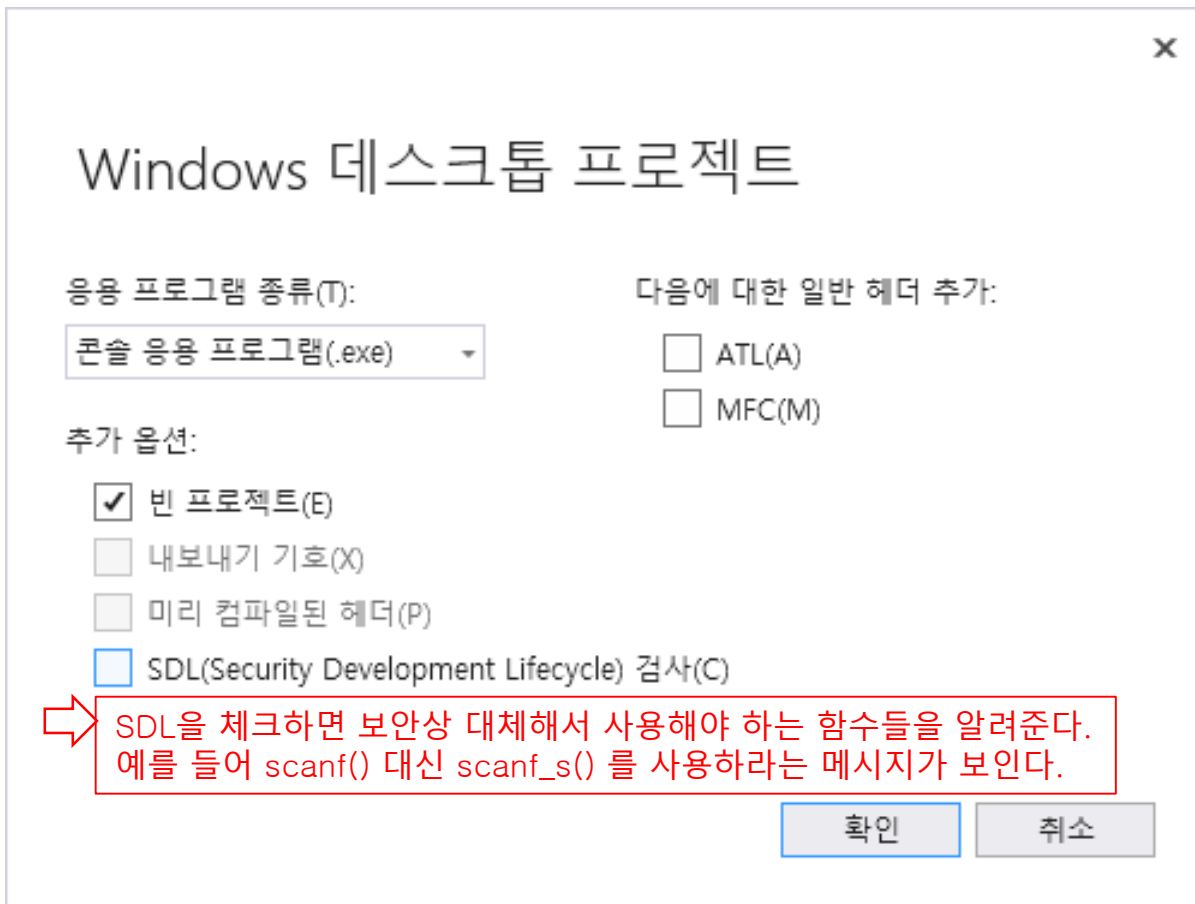 Windows 데스크톱 프로젝트
응용 프로그램 종류(T):
콘솔 응용 프로그램(.exe)
다음에 대한 일반 헤더 추가:
ATL(A)
MFC(M)
추가 옵션:
빈 프로젝트(E)
내보내기 기호(X)
미리 컴파일된 헤더(P)
SDL(Security Development Lifecycle) 검사(C)
SDL을 체크하면 보안상 대체해서 사용해야 하는 함수들을 알려준다.
예를 들어 scanf() 대신 scanf_s() 를 사용하라는 메시지가 보인다.
확인
취소